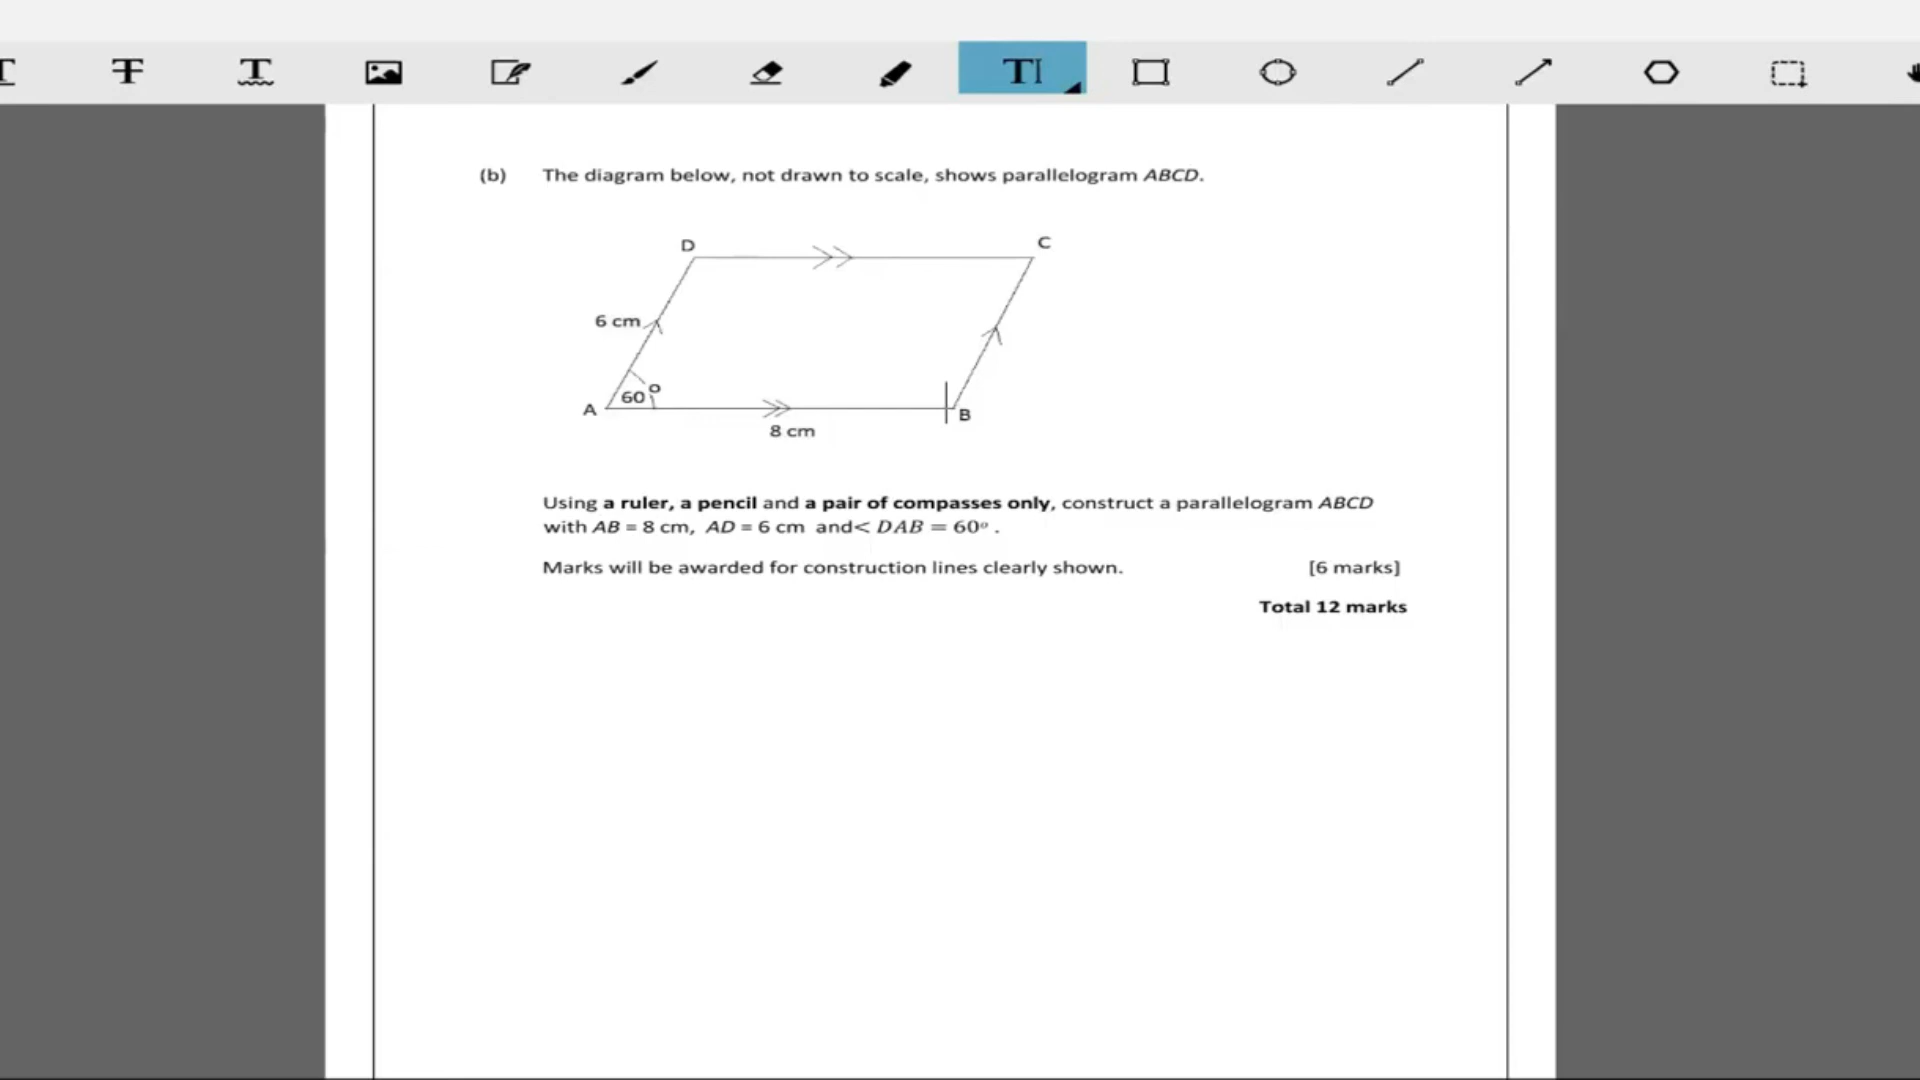 (b) The diagram below, not drawn to scale, shows parallelogram ABCD.
D
C
6 cm
60°
A
B
8 cm
Using a ruler, a pencil and a pair of compasses only, construct a parallelogram ABCD
with AB = 8 cm, AD = 6 cm and< DAB = 60° .
Marks will be awarded for construction lines clearly shown. [6 marks]
Total 12 marks